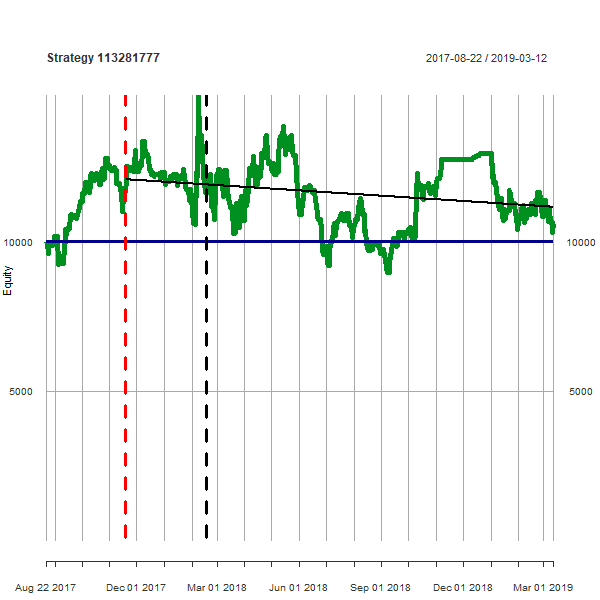 Strategy 113281777
2017-08-22 / 2019-03-12
10000
10000
Equity
5000
5000
Aug 22 2017
Dec 01 2017
Mar 01 2018
Jun 01 2018
Sep 01 2018
Dec 01 2018
Mar 01 2019